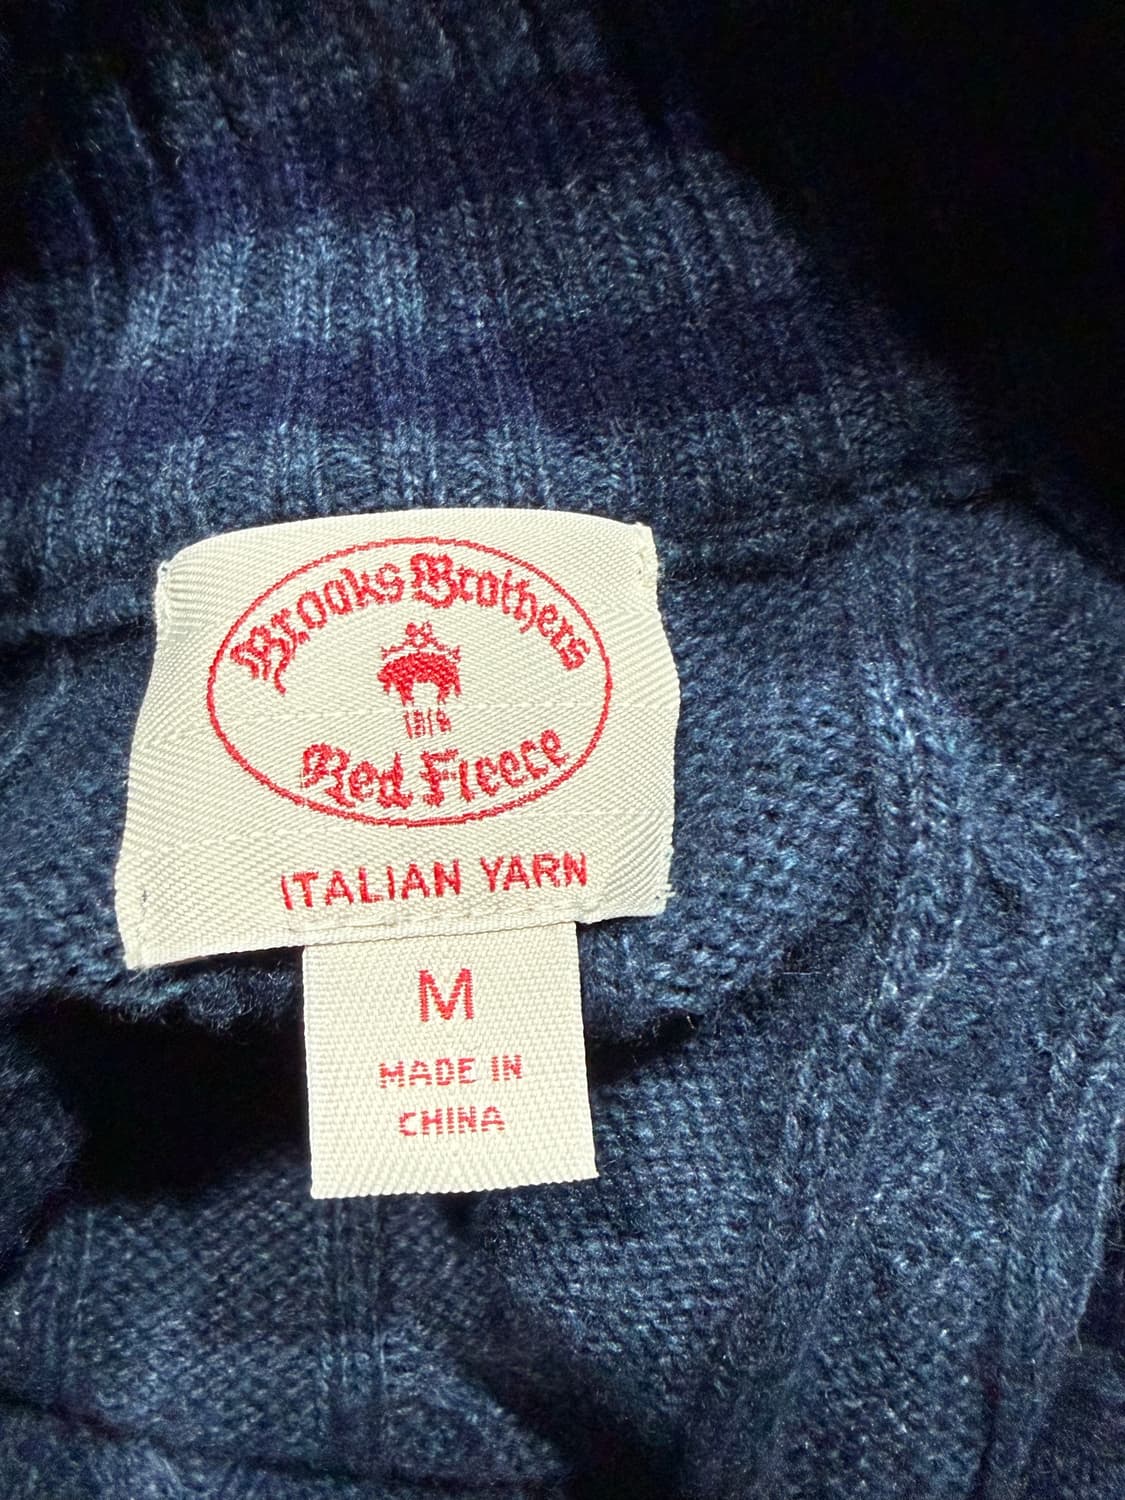 Brooks Brothers
1818
Red Fleece
ITALIAN YARN
M
MADE IN
CHINA